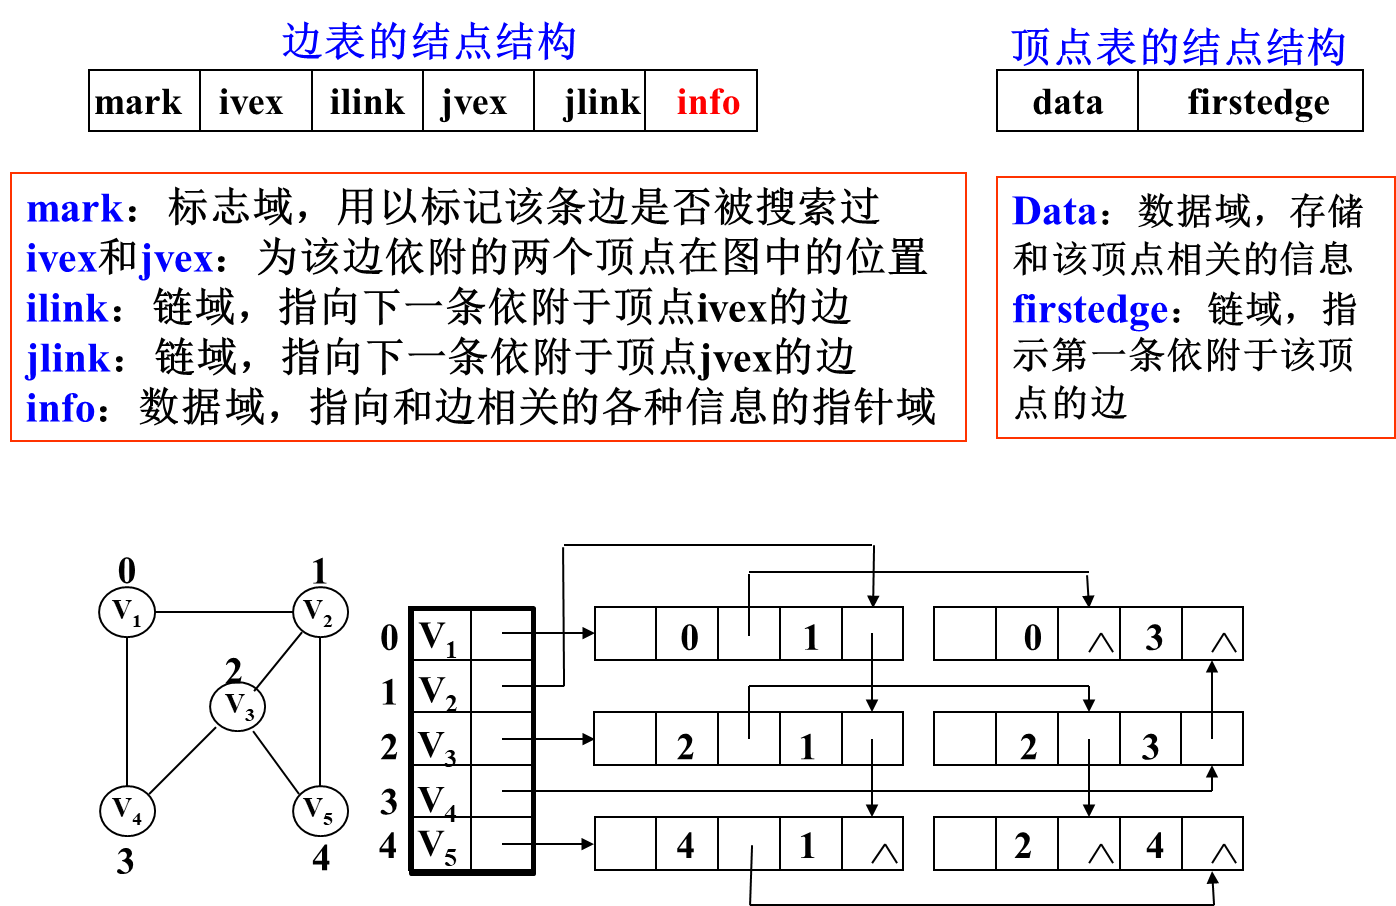 边表的结点结构
顶点表的结点结构
mark ivex ilink jvex jlink info
data firstedge
mark：标志域，用以标记该条边是否被搜索过
ivex和jvex：为该边依附的两个顶点在图中的位置
ilink：链域，指向下一条依附于顶点ivex的边
jlink：链域，指向下一条依附于顶点jvex的边
info：数据域，指向和边相关的各种信息的指针域
Data：数据域，存储
和该顶点相关的信息
firstedge：链域，指
示第一条依附于该顶
点的边
0 1
V1 V2
2
V3
V4 V5
3 4
0 V1 0 1 0 ∧ 3 ∧
1 V2
2 V3 2 1 2 3
3 V4
4 V5 4 1 ∧ 2 ∧ 4 ∧